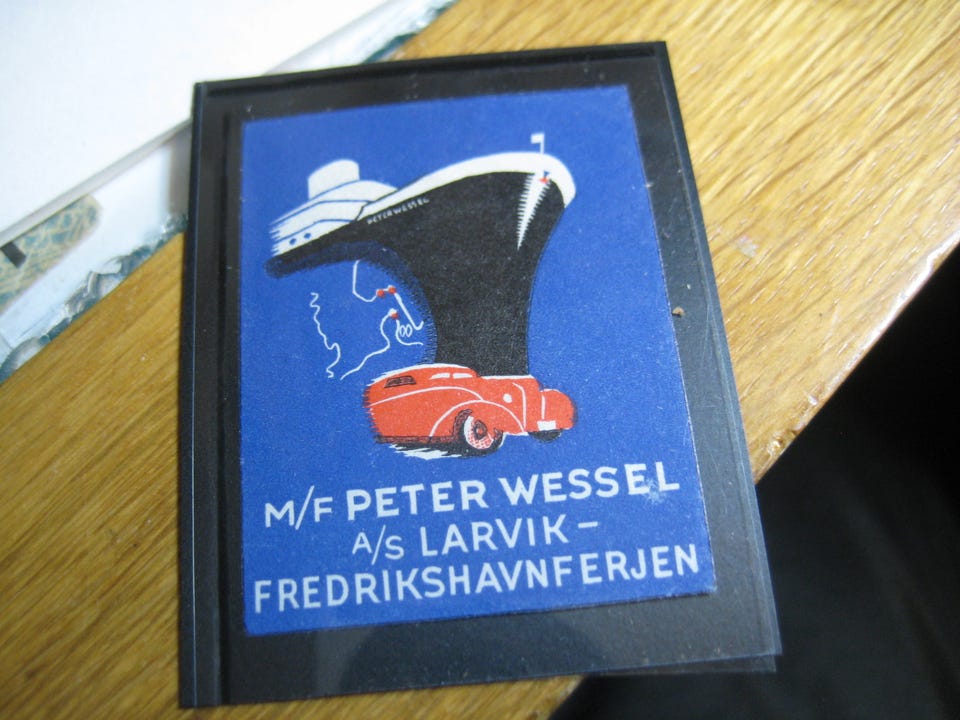 PETER WESSEL
M/F PETER WESSEL
A/S LARVIK –
FREDRIKSHAVNFERJEN